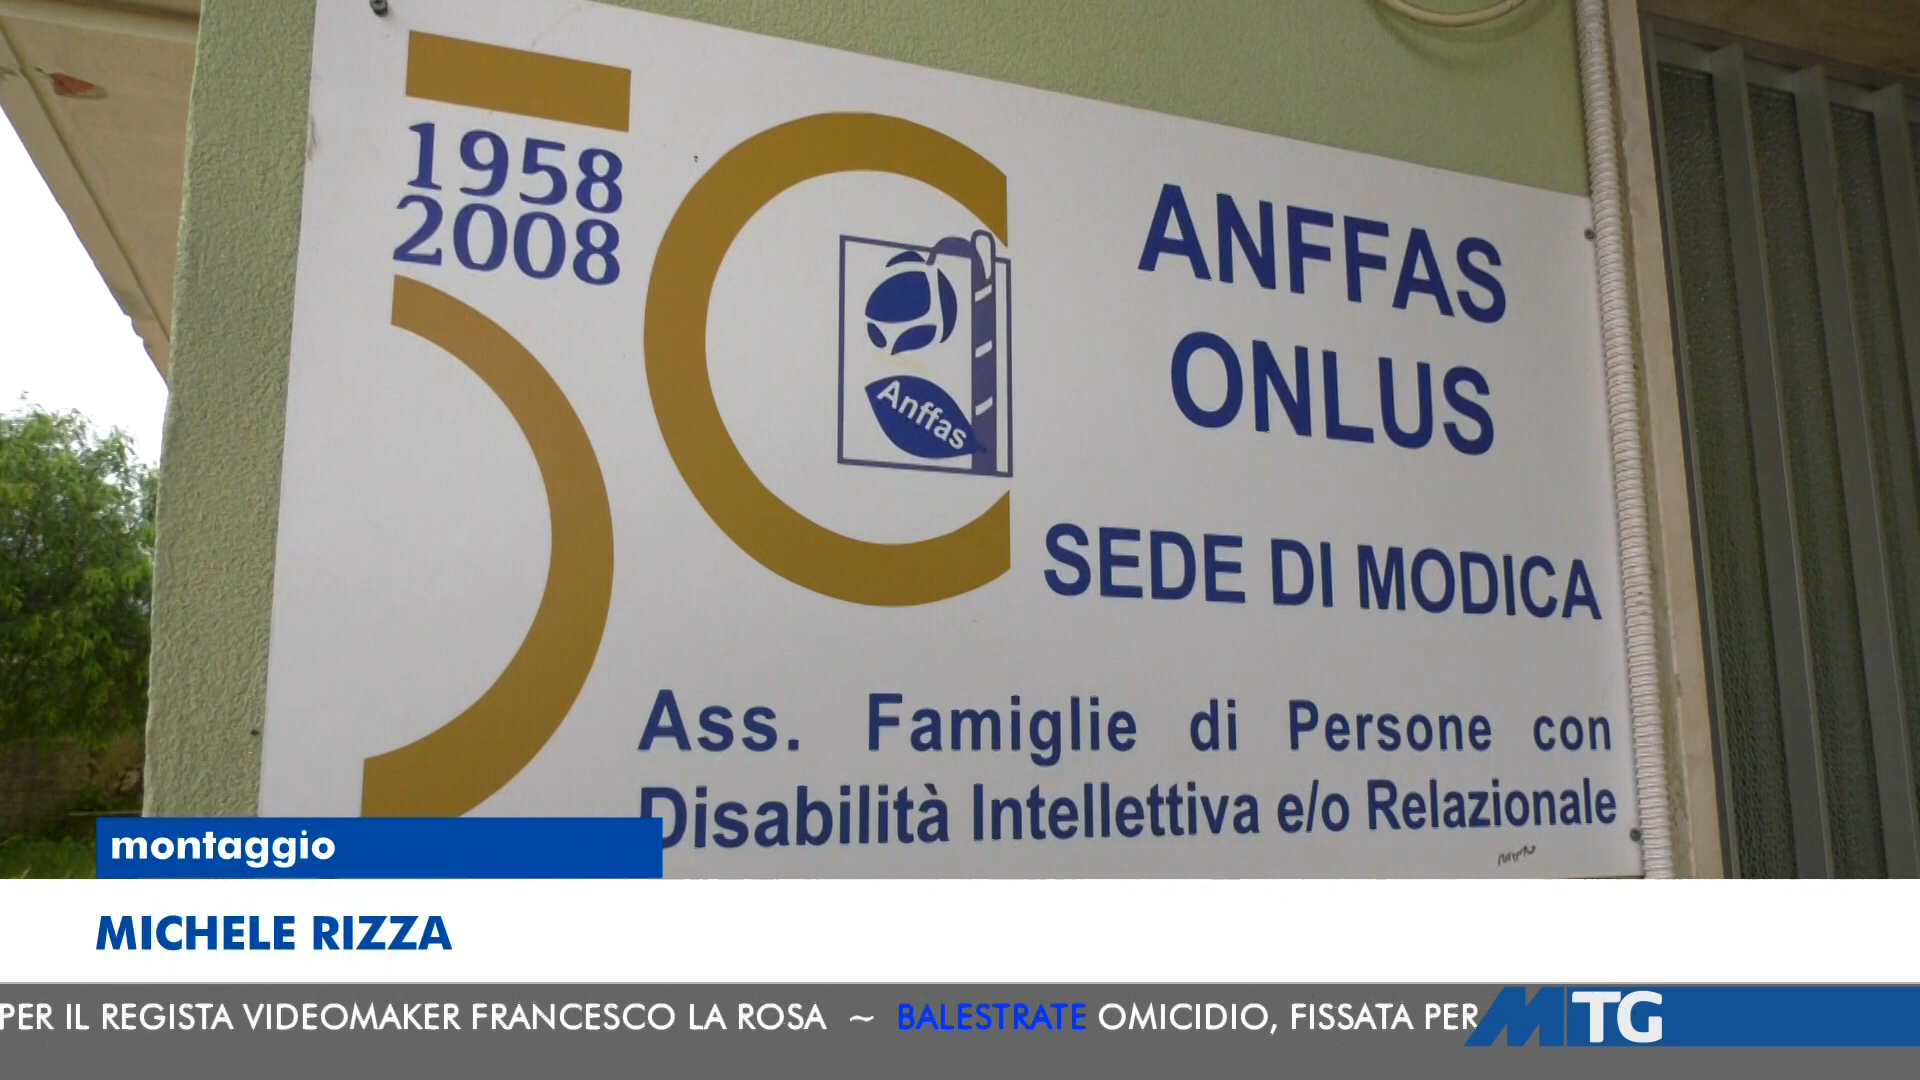 1958
2008
Anffas
ANFFAS
ONLUS
SEDE DI MODICA
Ass. Famiglie di Persone con
Disabilità Intellettiva e/o Relazionale
montaggio
MICHELE RIZZA
PER IL REGISTA VIDEOMAKER FRANCESCO LA ROSA ~ BALESTRATE OMICIDIO, FISSATA PER
MTG